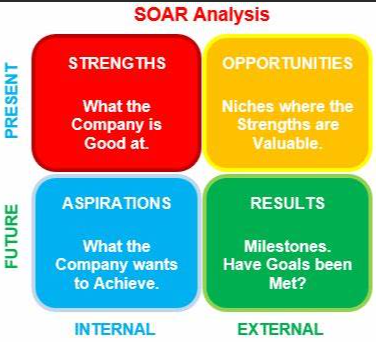 SOAR Analysis
PRESENT
STRENGTHS
What the
Company is
Good at.
OPPORTUNITIES
Niches where the
Strengths are
Valuable.
FUTURE
ASPIRATIONS
What the
Company wants
to Achieve.
RESULTS
Milestones.
Have Goals been
Met?
INTERNAL
EXTERNAL